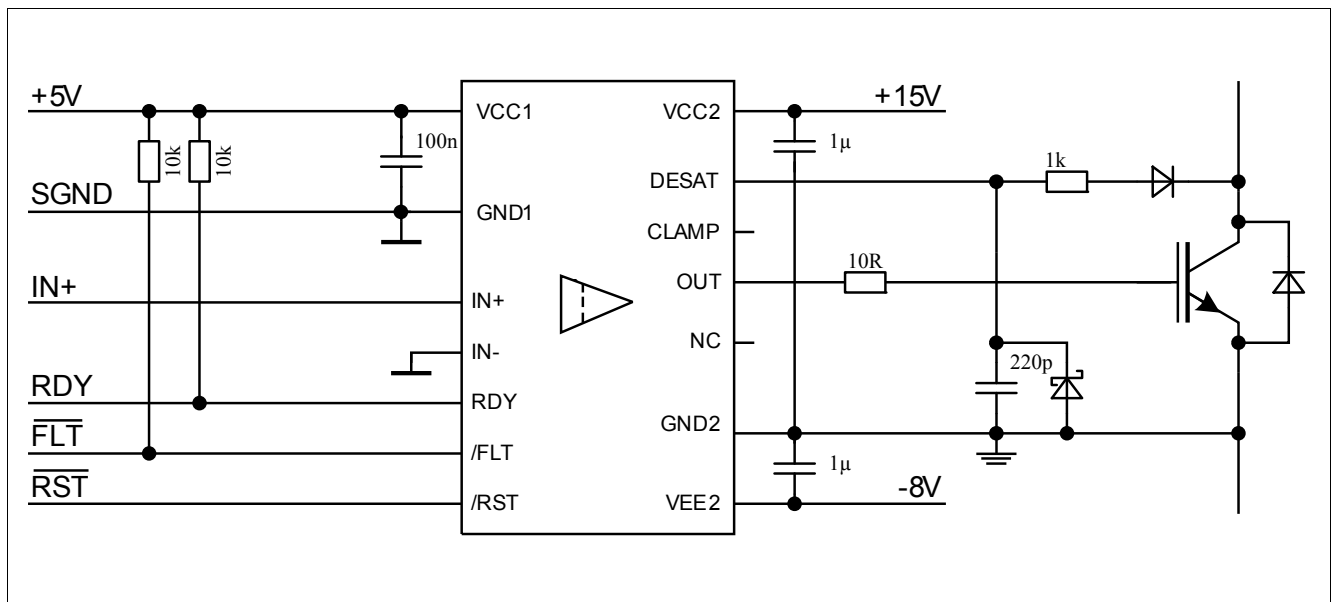 +5V
SGND
IN+
RDY
FLT
RST
10k
10k
100n
VCC1
GND1
IN+
IN-
RDY
/FLT
/RST
VCC2
DESAT
CLAMP
OUT
NC
GND2
VEE2
+15V
1µ
1k
10R
220p
1µ
-8V